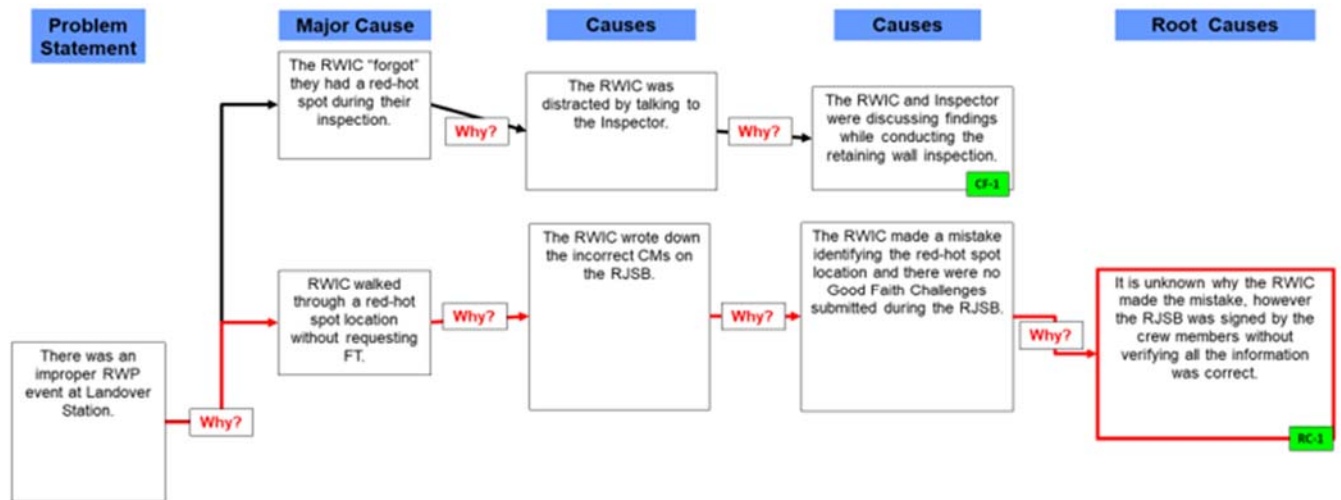 Problem
Statement
Major Cause
Causes
Causes
Root Causes
The RWIC "forgot"
they had a red-hot
spot during their
inspection.
Why?
The RWIC was
distracted by talking to
the Inspector.
Why?
The RWIC and Inspector
were discussing findings
while conducting the
retaining wall inspection.
CF-1
There was an
improper RWP
event at Landover
Station.
Why?
RWIC walked
through a red-hot
spot location
without requesting
FT.
Why?
The RWIC wrote down
the incorrect CMs on
the RJSB.
Why?
The RWIC made a mistake
identifying the red-hot spot
location and there were no
Good Faith Challenges
submitted during the RJSB.
Why?
It is unknown why the RWIC
made the mistake, however
the RJSB was signed by the
crew members without
verifying all the information
was correct.
RC-1